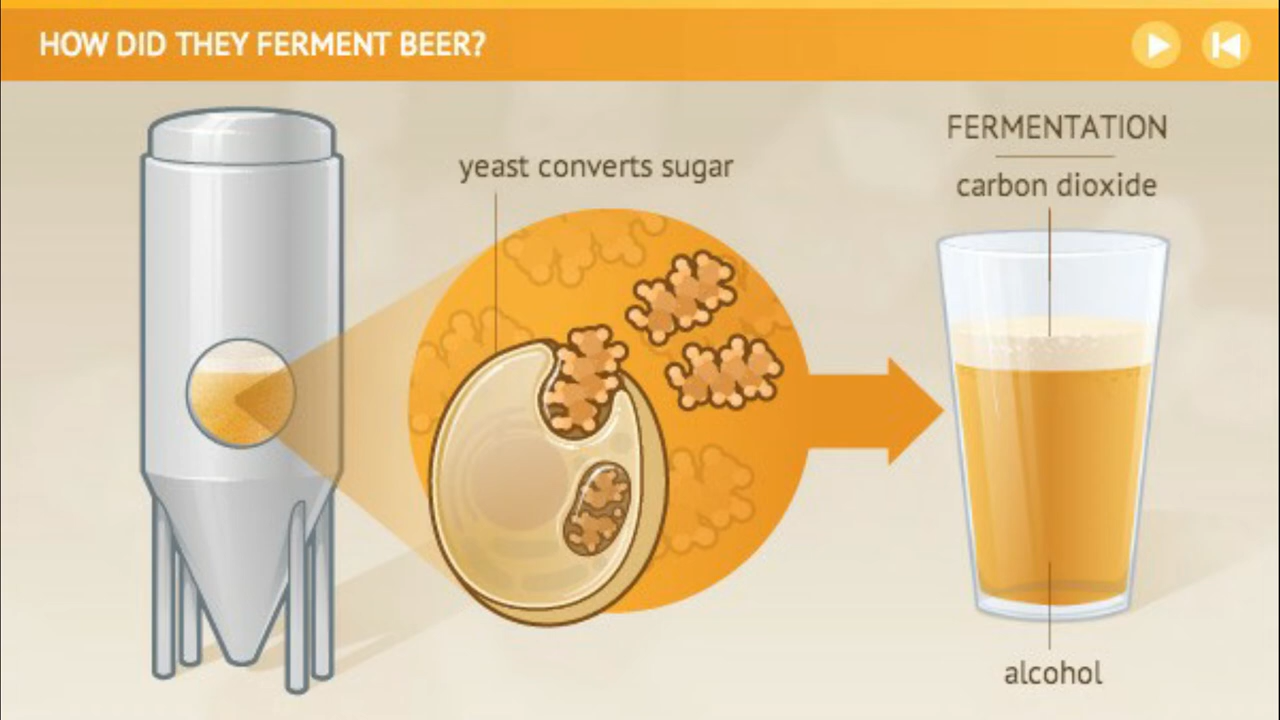 HOW DID THEY FERMENT BEER?
yeast converts sugar
FERMENTATION
carbon dioxide
alcohol